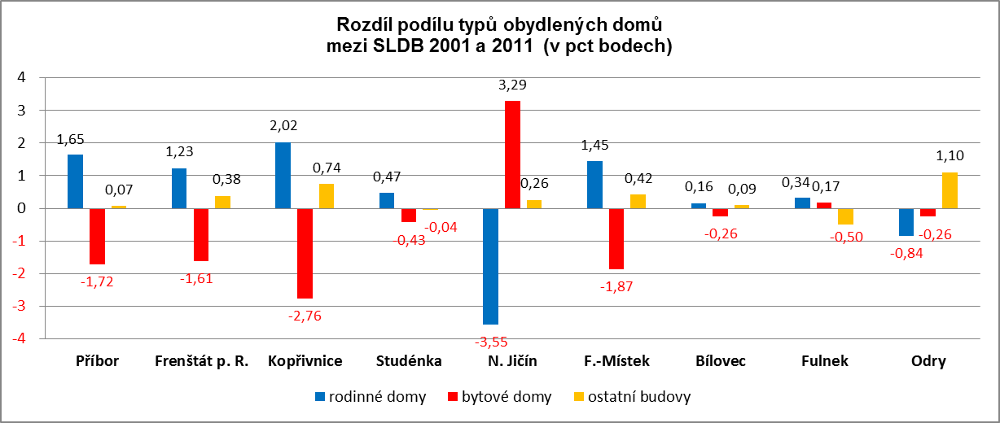 Rozdíl podílu typů obydlených domů
mezi SLDB 2001 a 2011  (v pct bodech)
4
3
2
1
0
-1
-2
-3
-4
1,65
-1,72
0,07
1,23
-1,61
0,38
2,02
-2,76
0,74
0,47
-0,43
-0,04
-3,55
3,29
0,26
1,45
-1,87
0,42
0,16
-0,26
0,09
0,34
0,17
-0,50
-0,84
-0,26
1,10
Příbor
Frenštát p. R.
Kopřivnice
Studénka
N. Jičín
F.-Místek
Bílovec
Fulnek
Odry
rodinné domy
bytové domy
ostatní budovy